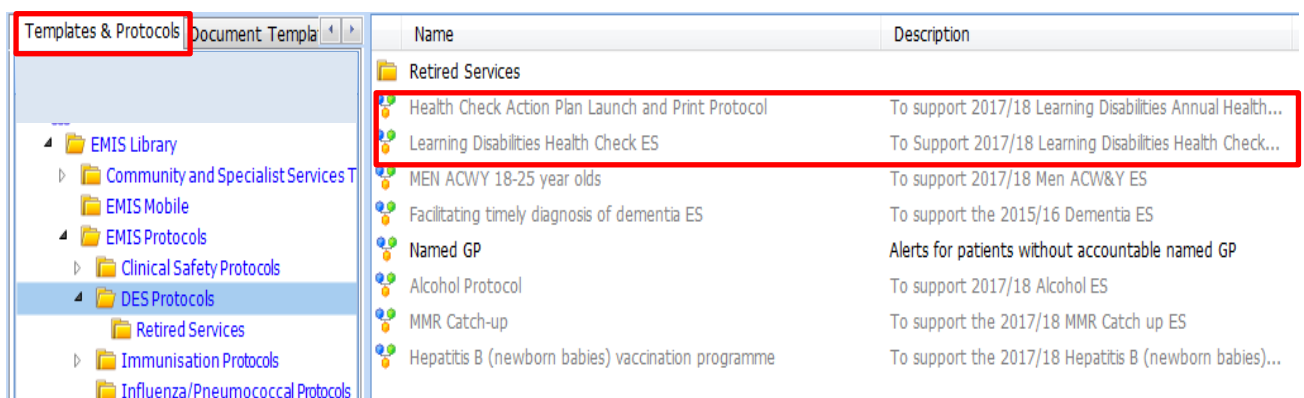 Templates & Protocols Document Templa
EMIS Library
Community and Specialist Services T
EMIS Mobile
EMIS Protocols
Clinical Safety Protocols
DES Protocols
Retired Services
Immunisation Protocols
Influenza/Pneumococcal Protocols
Name Description
Retired Services
Health Check Action Plan Launch and Print Protocol To support 2017/18 Learning Disabilities Annual Health...
Learning Disabilities Health Check ES To Support 2017/18 Learning Disabilities Health Check...
MEN ACWY 18-25 year olds To support 2017/18 Men ACW&Y ES
Facilitating timely diagnosis of dementia ES To support the 2015/16 Dementia ES
Named GP Alerts for patients without accountable named GP
Alcohol Protocol To support 2017/18 Alcohol ES
MMR Catch-up To support the 2017/18 MMR Catch up ES
Hepatitis B (newborn babies) vaccination programme To support the 2017/18 Hepatitis B (newborn babies)...